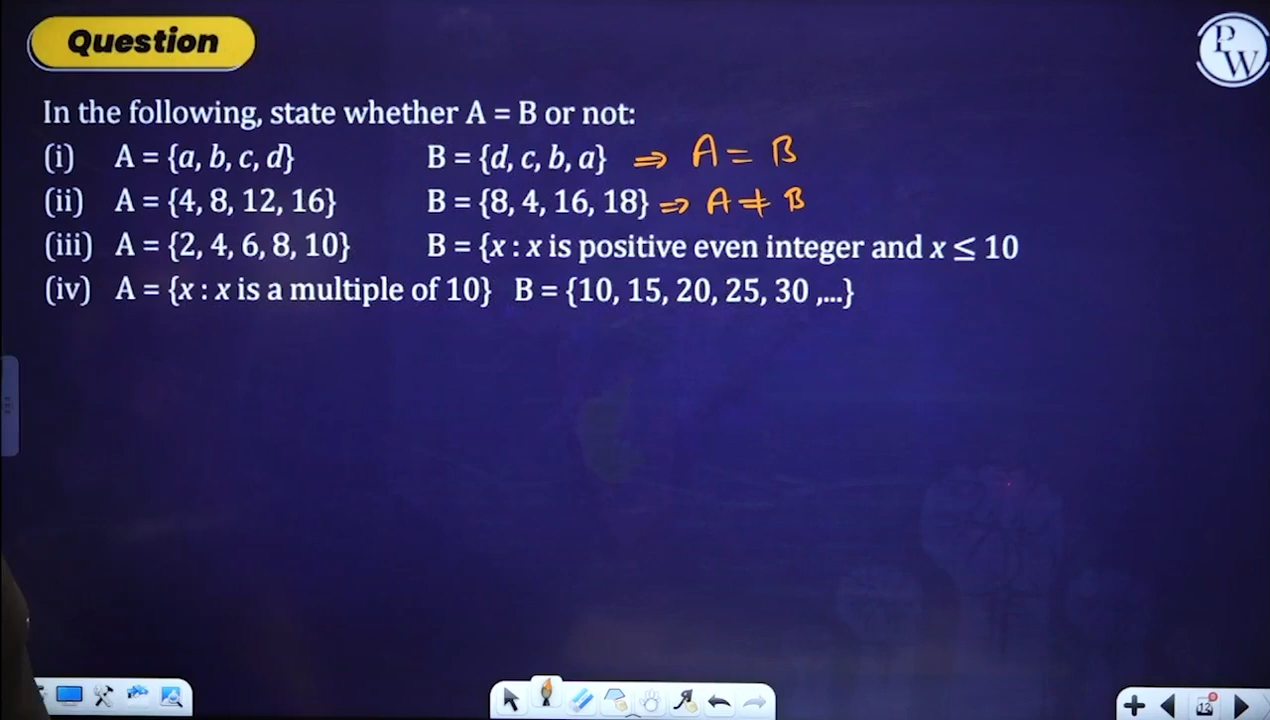 Question
PW
In the following, state whether A = B or not:
(i) A = {a, b, c, d} B = {d, c, b, a} ⇒ A = B
(ii) A = {4, 8, 12, 16} B = {8, 4, 16, 18} ⇒ A ≠ B
(iii) A = {2, 4, 6, 8, 10} B = {x : x is positive even integer and x ≤ 10
(iv) A = {x : x is a multiple of 10} B = {10, 15, 20, 25, 30 ,...}
12